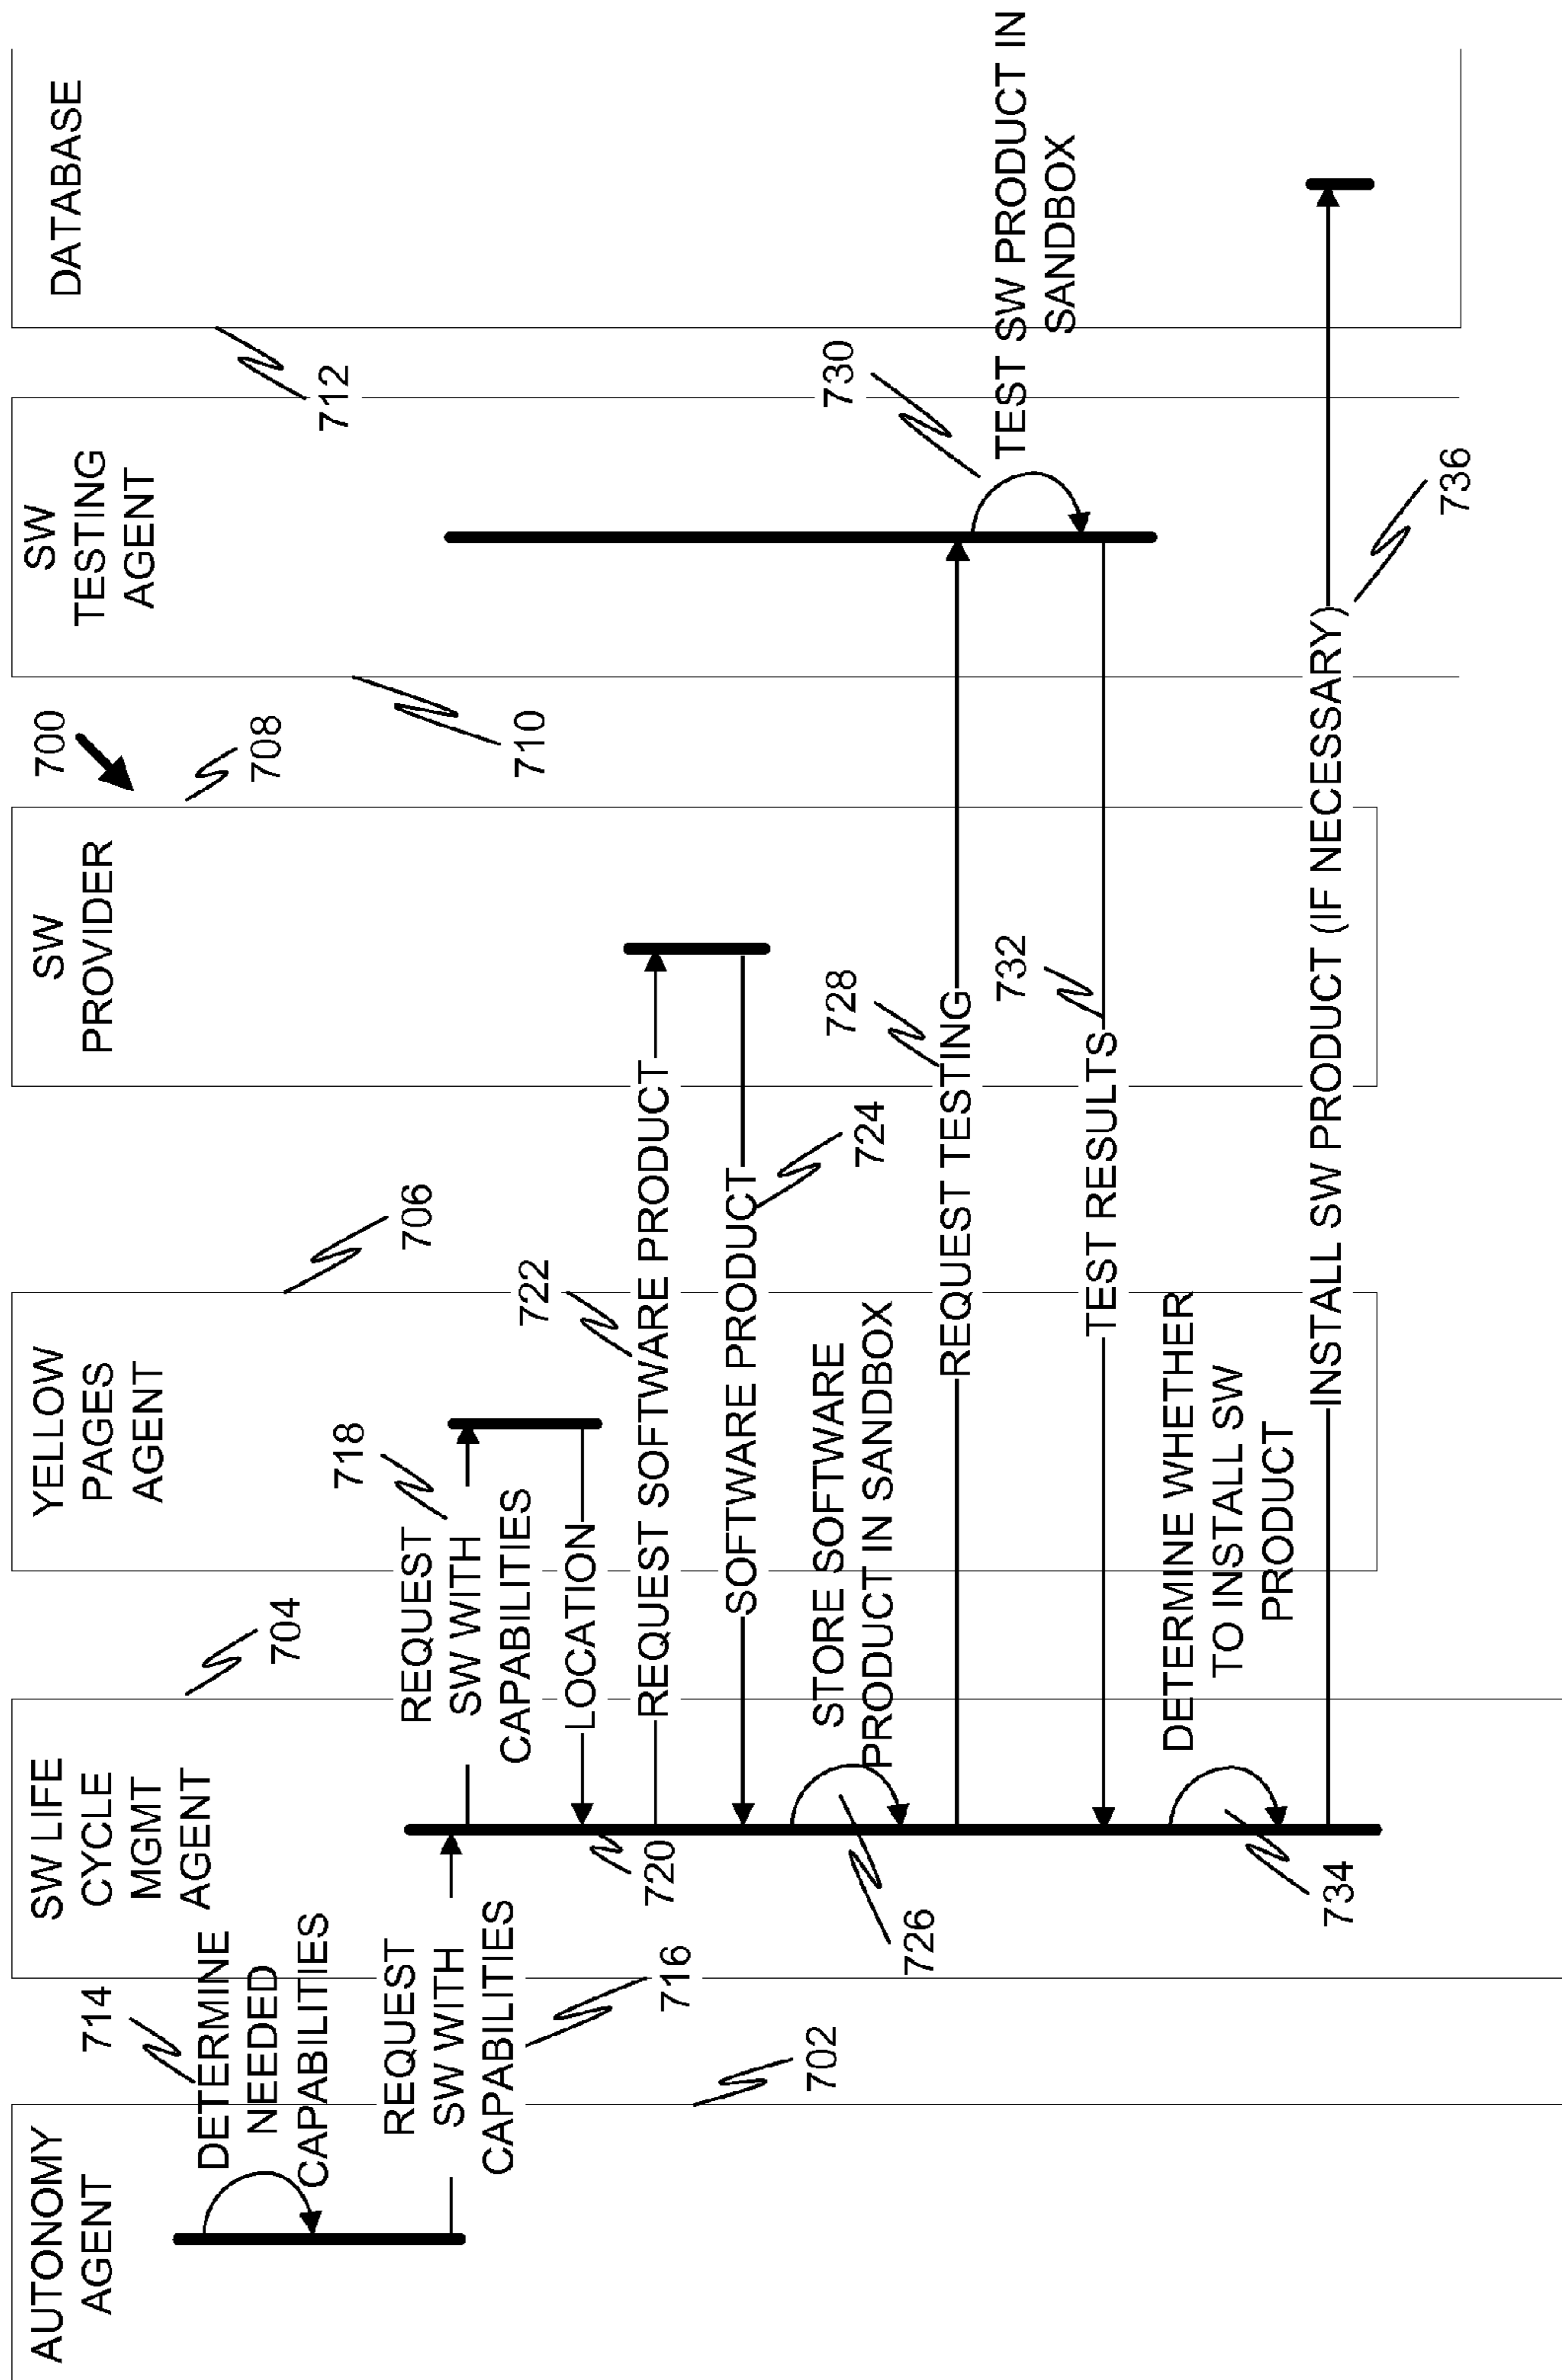 700
AUTONOMY
AGENT
SW LIFE
CYCLE
MGMT
AGENT
YELLOW
PAGES
AGENT
SW
PROVIDER
SW
TESTING
AGENT
DATABASE
702
704
706
708
710
712
714
DETERMINE
NEEDED
CAPABILITIES
REQUEST
SW WITH
CAPABILITIES
716
REQUEST
SW WITH
CAPABILITIES
718
LOCATION
720
REQUEST SOFTWARE PRODUCT
722
SOFTWARE PRODUCT
724
STORE SOFTWARE
PRODUCT IN SANDBOX
726
REQUEST TESTING
728
TEST SW PRODUCT IN
SANDBOX
730
TEST RESULTS
732
DETERMINE WHETHER
TO INSTALL SW
PRODUCT
734
INSTALL SW PRODUCT (IF NECESSARY)
736